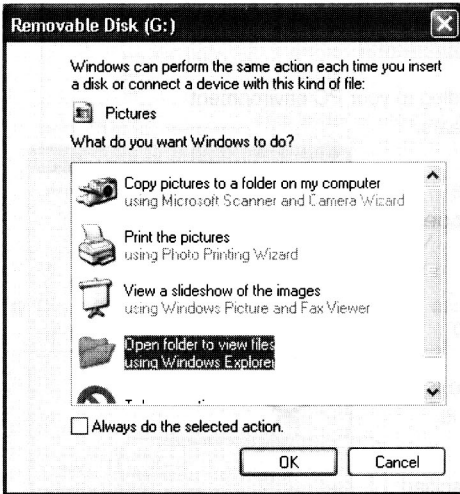 Removable Disk (G:)
Windows can perform the same action each time you insert
a disk or connect a device with this kind of file:
Pictures
What do you want Windows to do?
Copy pictures to a folder on my computer
using Microsoft Scanner and Camera Wizard
Print the pictures
using Photo Printing Wizard
View a slideshow of the images
using Windows Picture and Fax Viewer
Open folder to view files
using Windows Explorer
Always do the selected action.
OK
Cancel